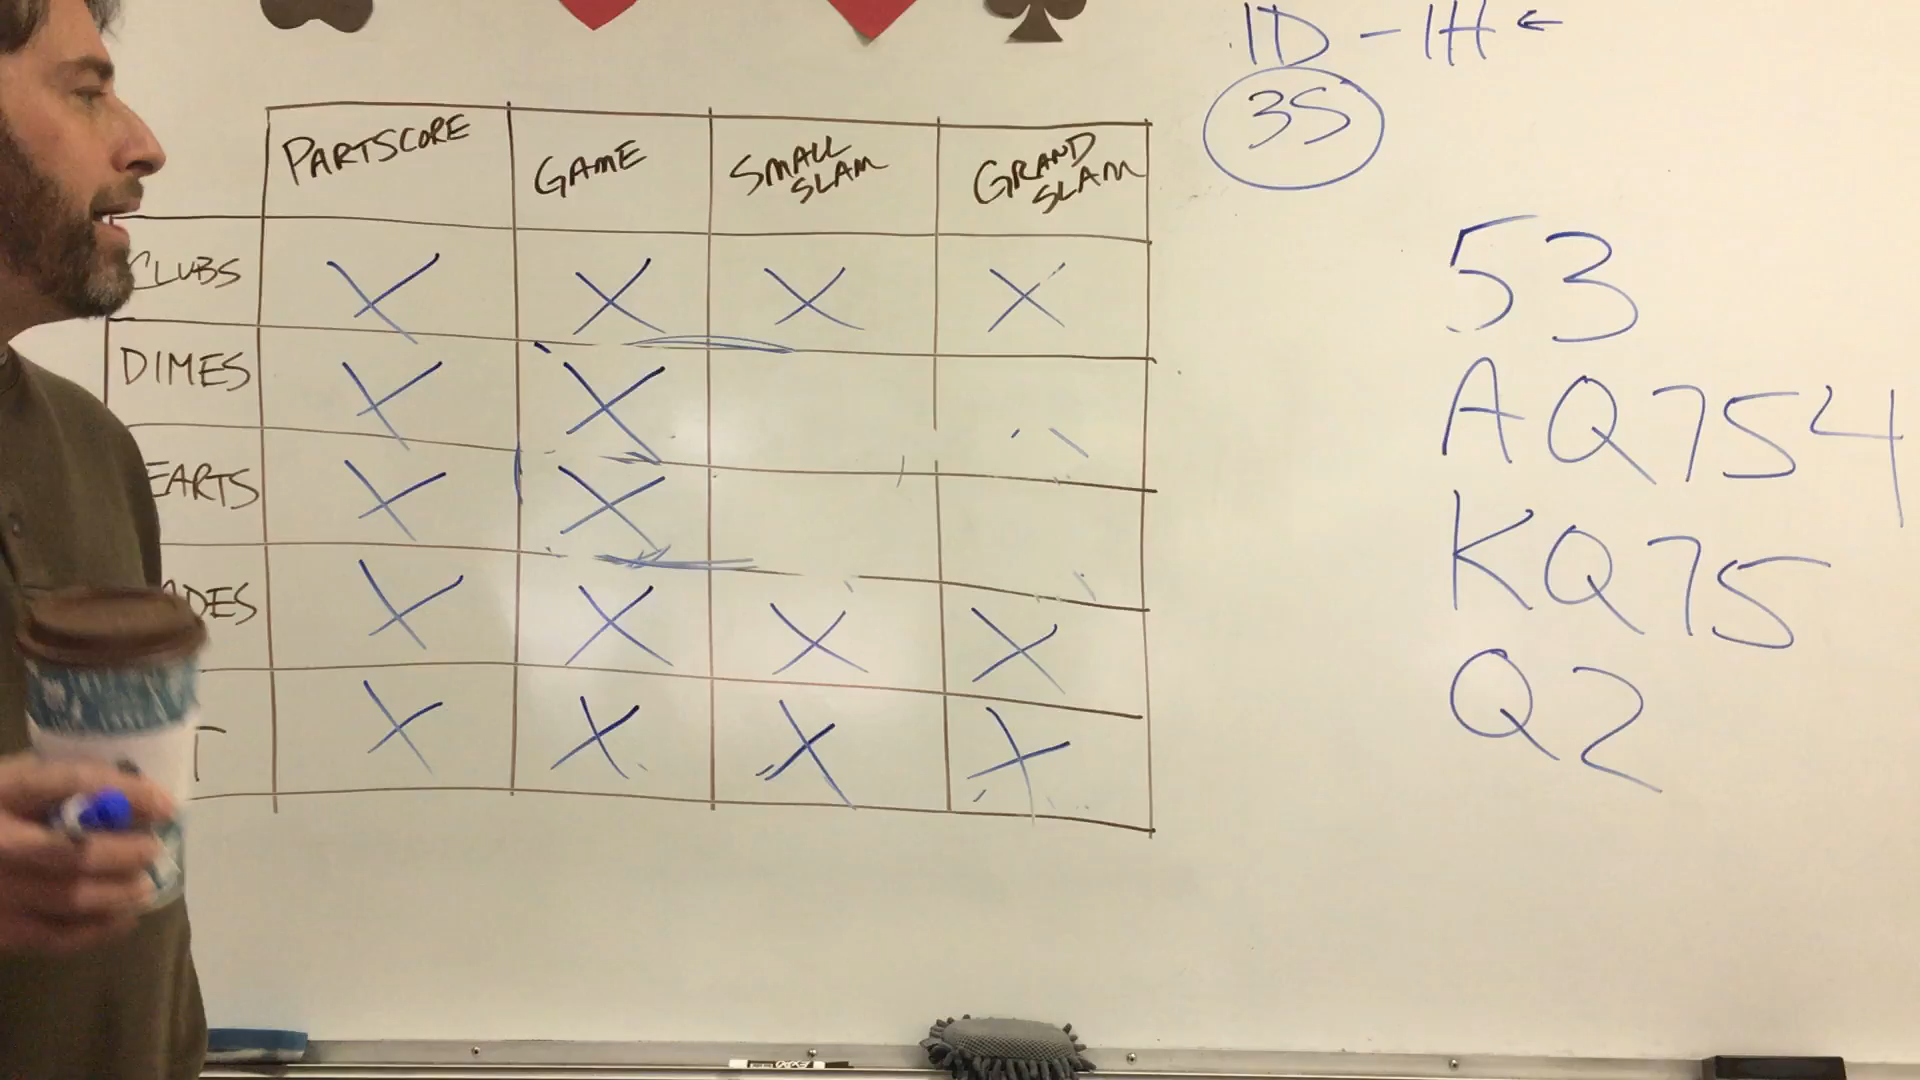 1D - 1H ←
3S
PARTSCORE GAME SMALL SLAM GRAND SLAM
CLUBS X X X X
DIMES X X
EARTS X X
ADES X X X X
T X X X X
53
AQ754
KQ75
Q2